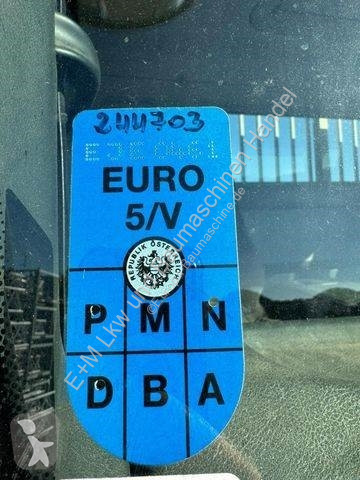 244703
EURO
5/V
REPUBLIK ÖSTERREICH
P M N
D B A
E+M Lkw und Baumaschinen Handel